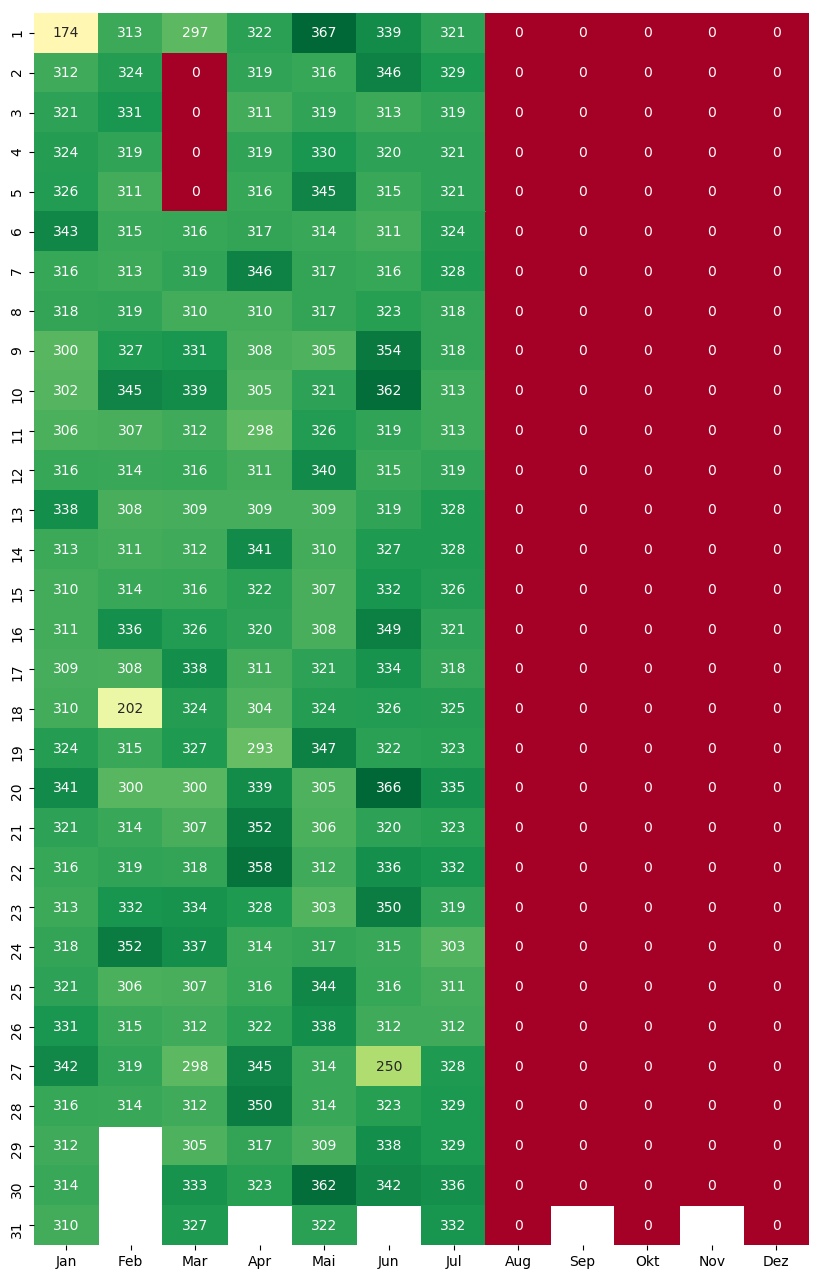 1 174 313 297 322 367 339 321 0 0 0 0 0
2 312 324 0 319 316 346 329 0 0 0 0 0
3 321 331 0 311 319 313 319 0 0 0 0 0
4 324 319 0 319 330 320 321 0 0 0 0 0
5 326 311 0 316 345 315 321 0 0 0 0 0
6 343 315 316 317 314 311 324 0 0 0 0 0
7 316 313 319 346 317 316 328 0 0 0 0 0
8 318 319 310 310 317 323 318 0 0 0 0 0
9 300 327 331 308 305 354 318 0 0 0 0 0
10 302 345 339 305 321 362 313 0 0 0 0 0
11 306 307 312 298 326 319 313 0 0 0 0 0
12 316 314 316 311 340 315 319 0 0 0 0 0
13 338 308 309 309 309 319 328 0 0 0 0 0
14 313 311 312 341 310 327 328 0 0 0 0 0
15 310 314 316 322 307 332 326 0 0 0 0 0
16 311 336 326 320 308 349 321 0 0 0 0 0
17 309 308 338 311 321 334 318 0 0 0 0 0
18 310 202 324 304 324 326 325 0 0 0 0 0
19 324 315 327 293 347 322 323 0 0 0 0 0
20 341 300 300 339 305 366 335 0 0 0 0 0
21 321 314 307 352 306 320 323 0 0 0 0 0
22 316 319 318 358 312 336 332 0 0 0 0 0
23 313 332 334 328 303 350 319 0 0 0 0 0
24 318 352 337 314 317 315 303 0 0 0 0 0
25 321 306 307 316 344 316 311 0 0 0 0 0
26 331 315 312 322 338 312 312 0 0 0 0 0
27 342 319 298 345 314 250 328 0 0 0 0 0
28 316 314 312 350 314 323 329 0 0 0 0 0
29 312 305 317 309 338 329 0 0 0 0 0
30 314 333 323 362 342 336 0 0 0 0 0
31 310 327 322 332 0 0 0
Jan Feb Mar Apr Mai Jun Jul Aug Sep Okt Nov Dez